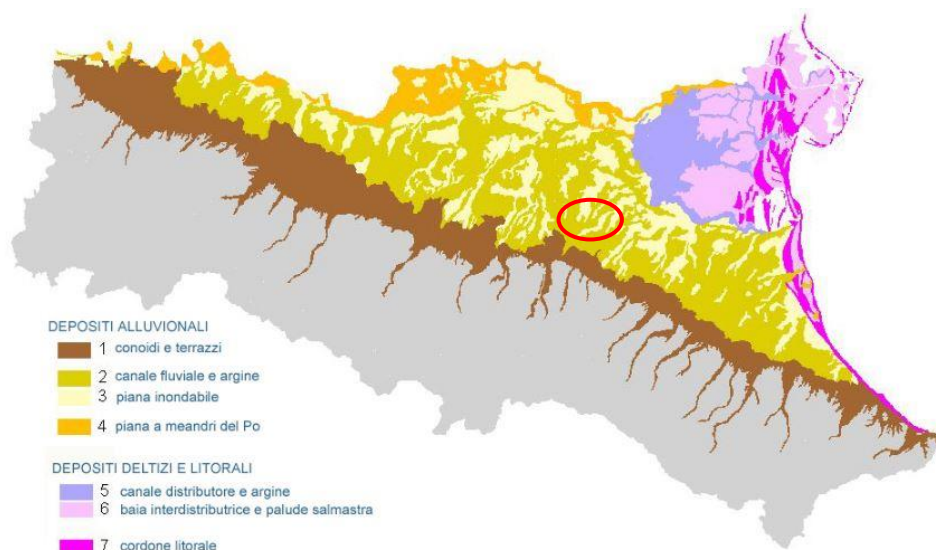 DEPOSITI ALLUVIONALI
1 conoidi e terrazzi
2 canale fluviale e argine
3 piana inondabile
4 piana a meandri del Po
DEPOSITI DELTIZI E LITORALI
5 canale distributore e argine
6 baia interdistributrice e palude salmastra
7 cordone litorale